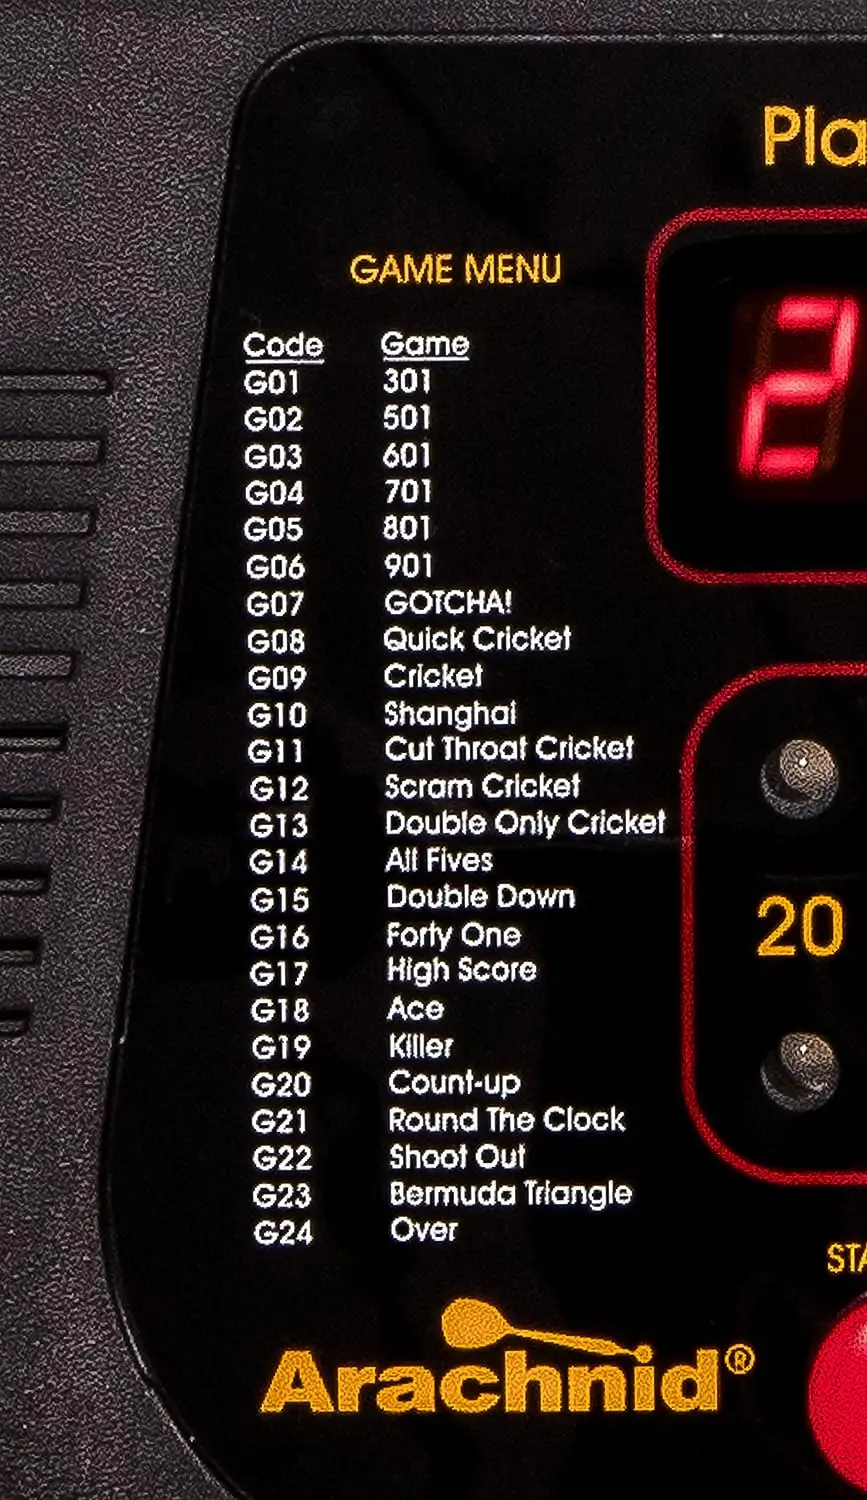 Pla
GAME MENU
Code Game
G01 301
G02 501
G03 601
G04 701
G05 801
G06 901
G07 GOTCHA!
G08 Quick Cricket
G09 Cricket
G10 Shanghai
G11 Cut Throat Cricket
G12 Scram Cricket
G13 Double Only Cricket
G14 All Fives
G15 Double Down
G16 Forty One
G17 High Score
G18 Ace
G19 Killer
G20 Count-up
G21 Round The Clock
G22 Shoot Out
G23 Bermuda Triangle
G24 Over
2
20
STA
Arachnid®